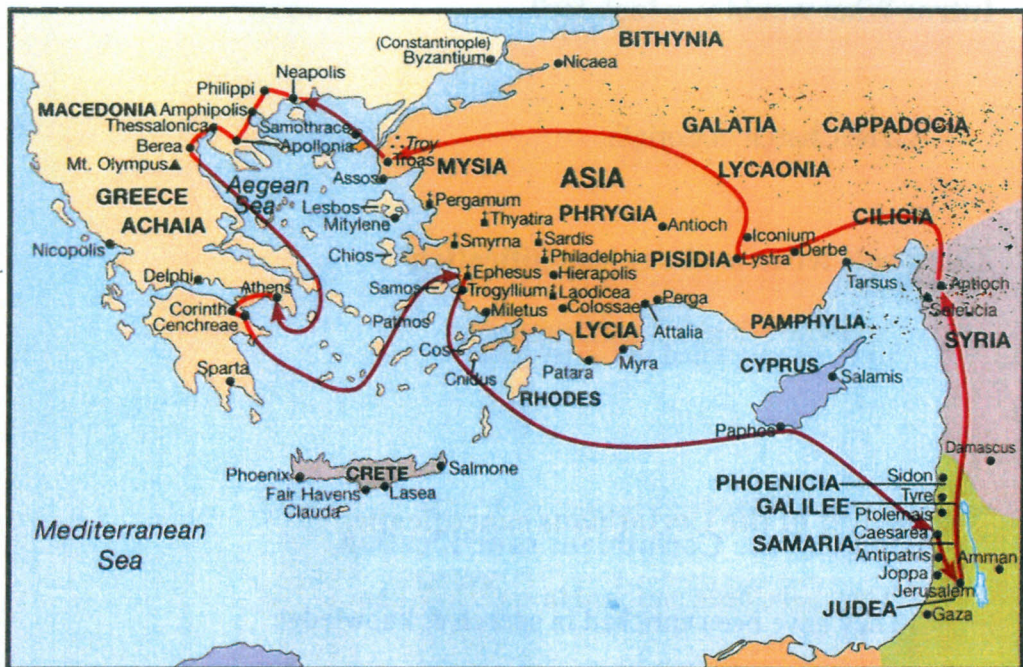 BITHYNIA
(Constantinople)
Byzantium
Nicaea
Neapolis
Philippi
MACEDONIA
Amphipolis
Thessalonica
Samothrace
Apollonia
Berea
Mt. Olympus
GALATIA
CAPPADOCIA
Troy
Troas
MYSIA
LYCAONIA
Assos
ASIA
GREECE
Aegean
Sea
ACHAIA
Lesbos
Mitylene
Pergamum
Thyatira
PHRYGIA
Antioch
CILICIA
Nicopolis
Chios
Smyrna
Sardis
Philadelphia
PISIDIA
Iconium
Lystra
Derbe
Delphi
Athens
Samos
Ephesus
Hierapolis
Tarsus
Antioch
Seleucia
Corinth
Cenchreae
Trogyllium
Laodicea
Perga
Patmos
Miletus
Colossae
Attalia
LYCIA
PAMPHYLIA
SYRIA
Cos
Sparta
Cnidus
Patara
Myra
CYPRUS
Salamis
RHODES
Paphos
Damascus
Phoenix
CRETE
Salmone
Fair Havens
Lasea
Clauda
PHOENICIA
Sidon
Tyre
GALILEE
Ptolemais
Mediterranean
Sea
Caesarea
SAMARIA
Antipatris
Amman
Joppa
Jerusalem
JUDEA
Gaza